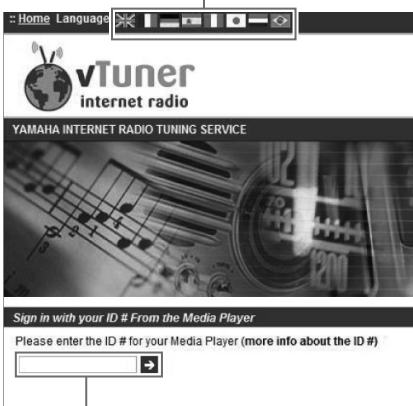 :: Home Language
vTuner
internet radio
YAMAHA INTERNET RADIO TUNING SERVICE
Sign in with your ID # From the Media Player
Please enter the ID # for your Media Player (more info about the ID #)